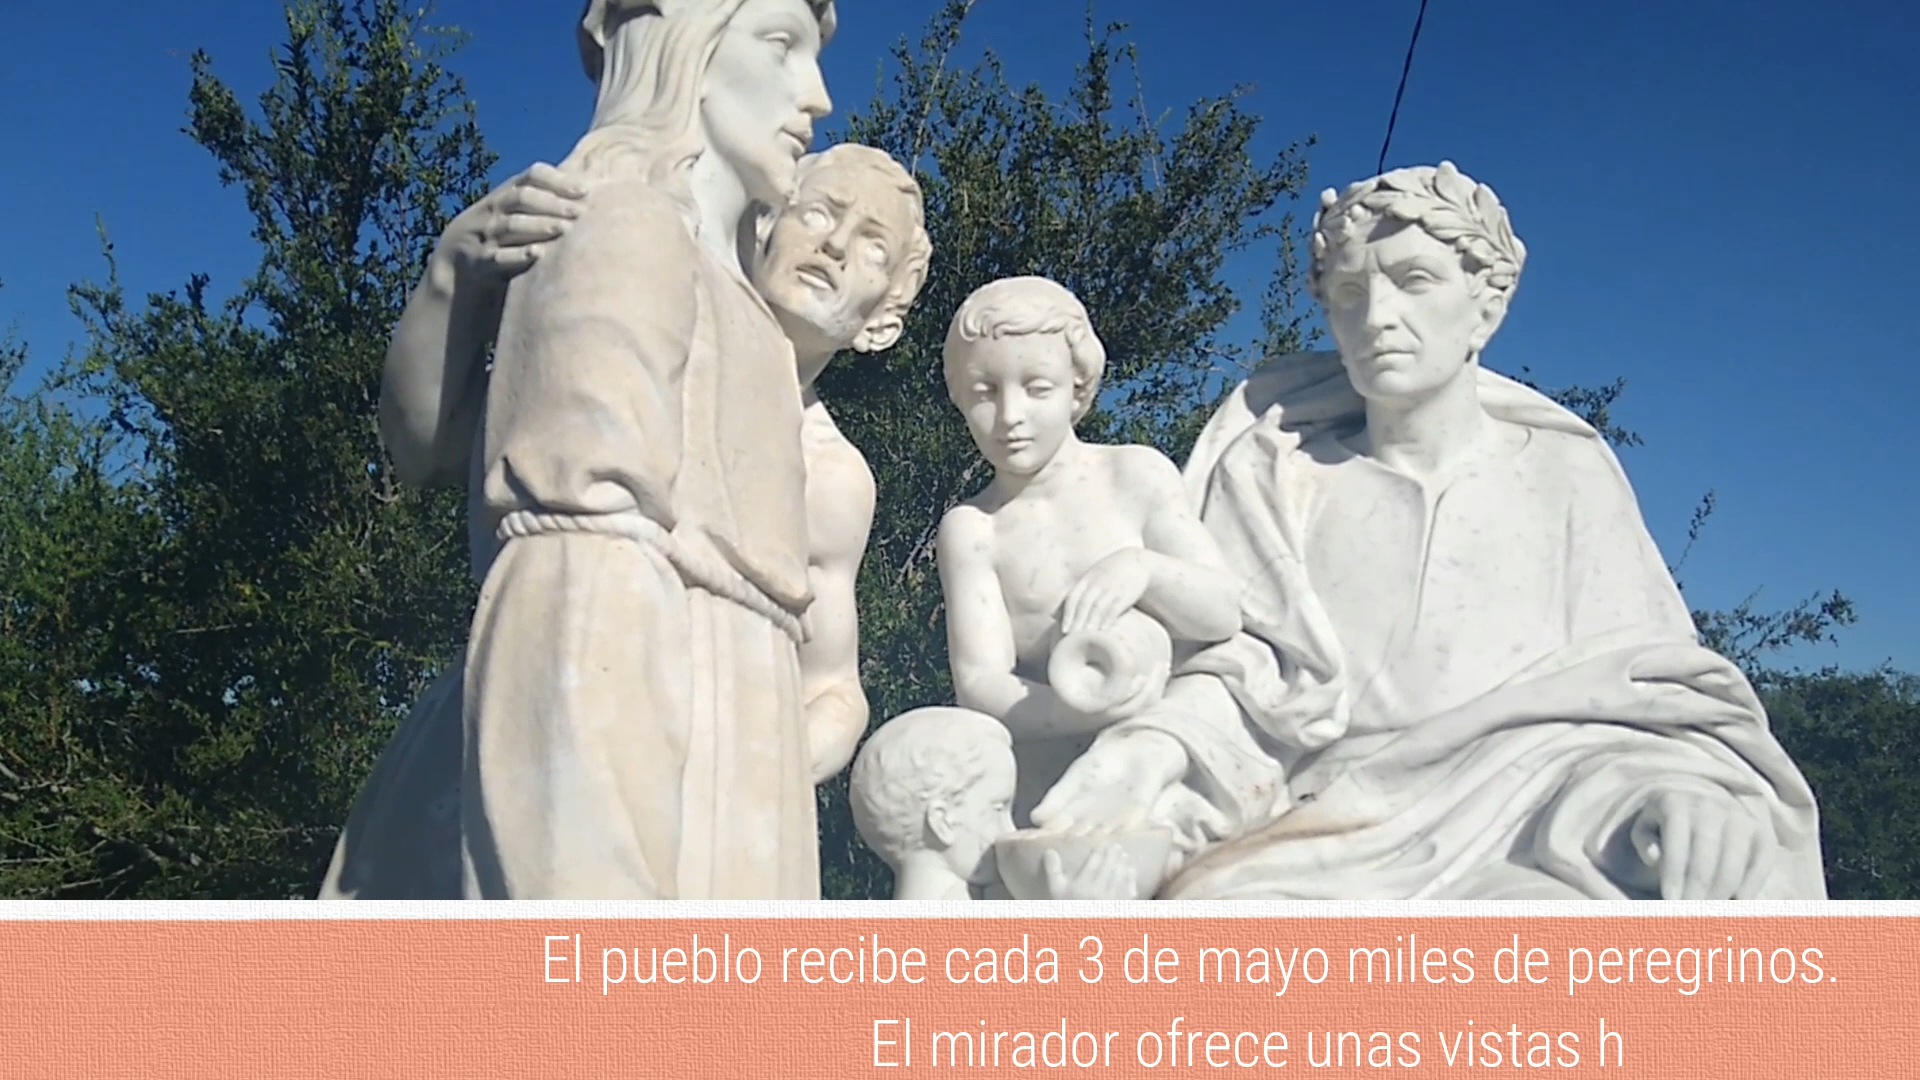 El pueblo recibe cada 3 de mayo miles de peregrinos.
El mirador ofrece unas vistas h